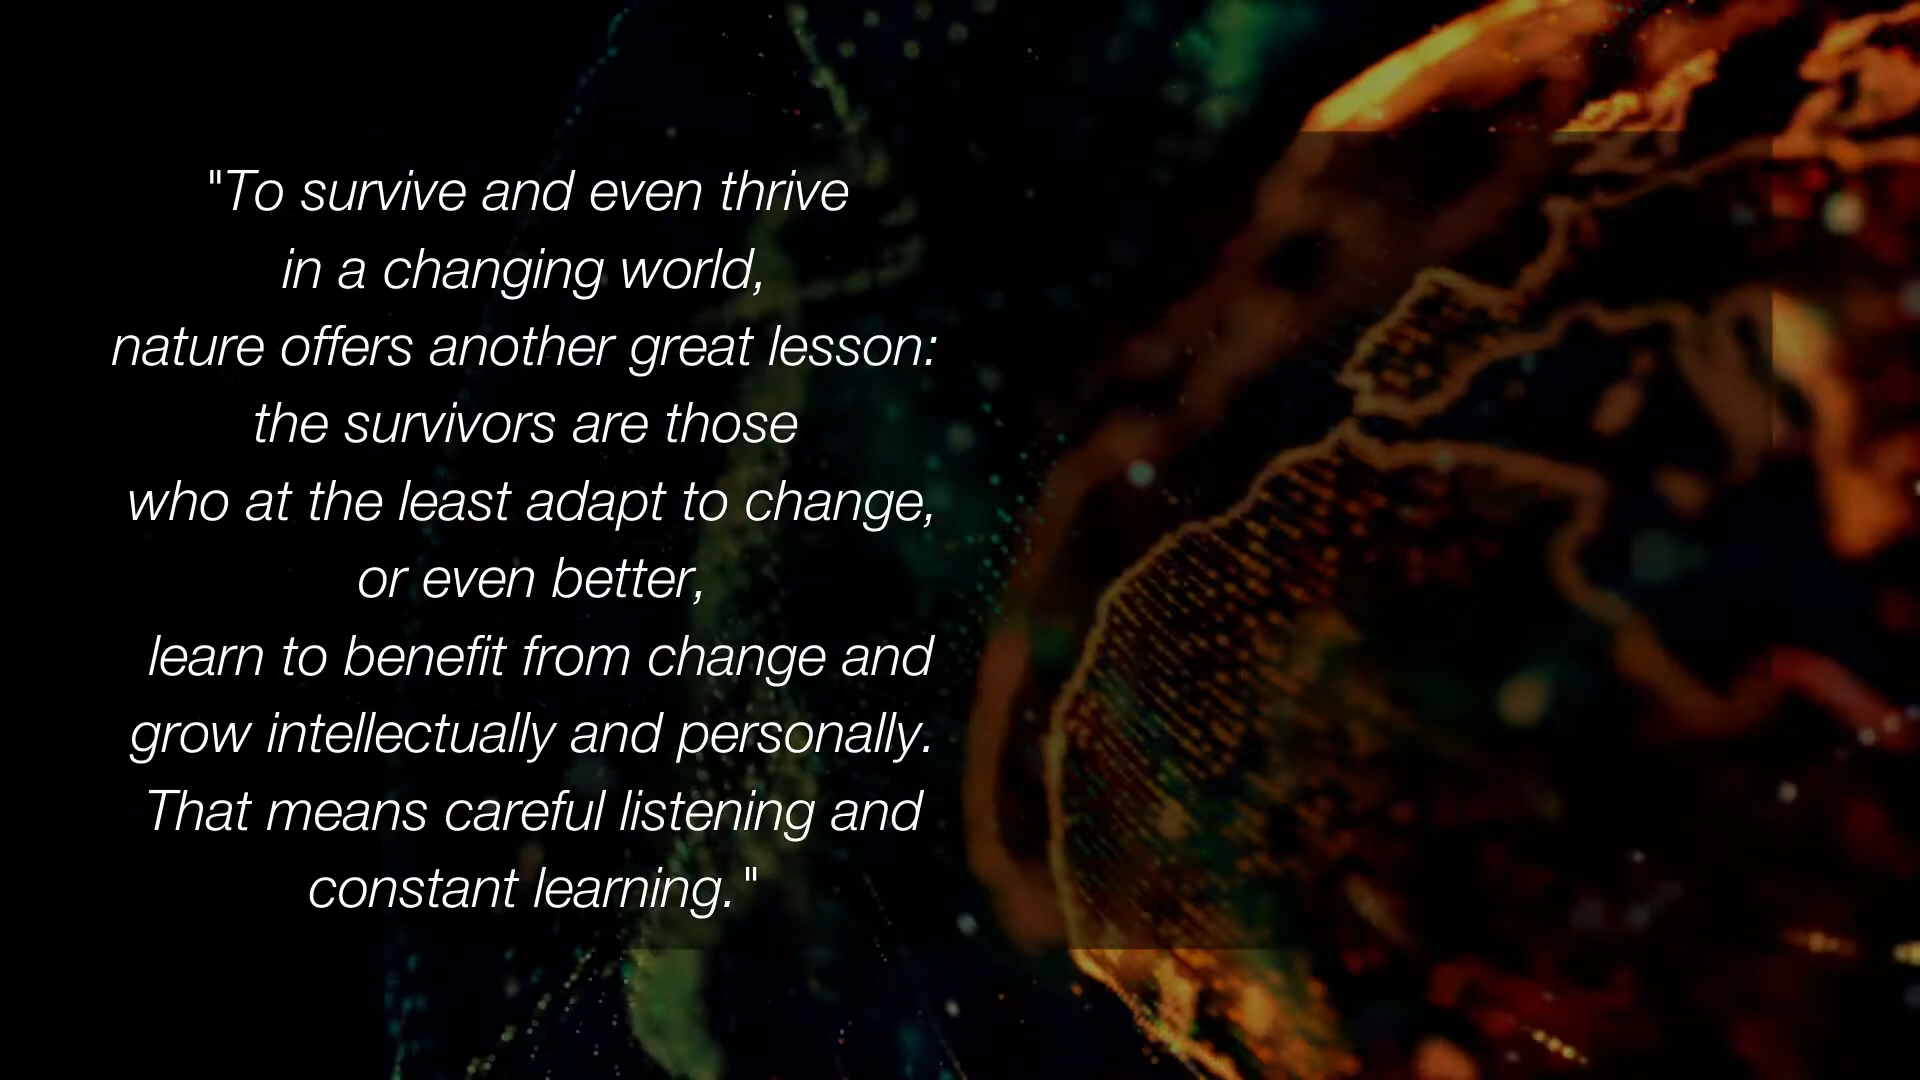 "To survive and even thrive
in a changing world,
nature offers another great lesson:
the survivors are those
who at the least adapt to change,
or even better,
learn to benefit from change and
grow intellectually and personally.
That means careful listening and
constant learning."